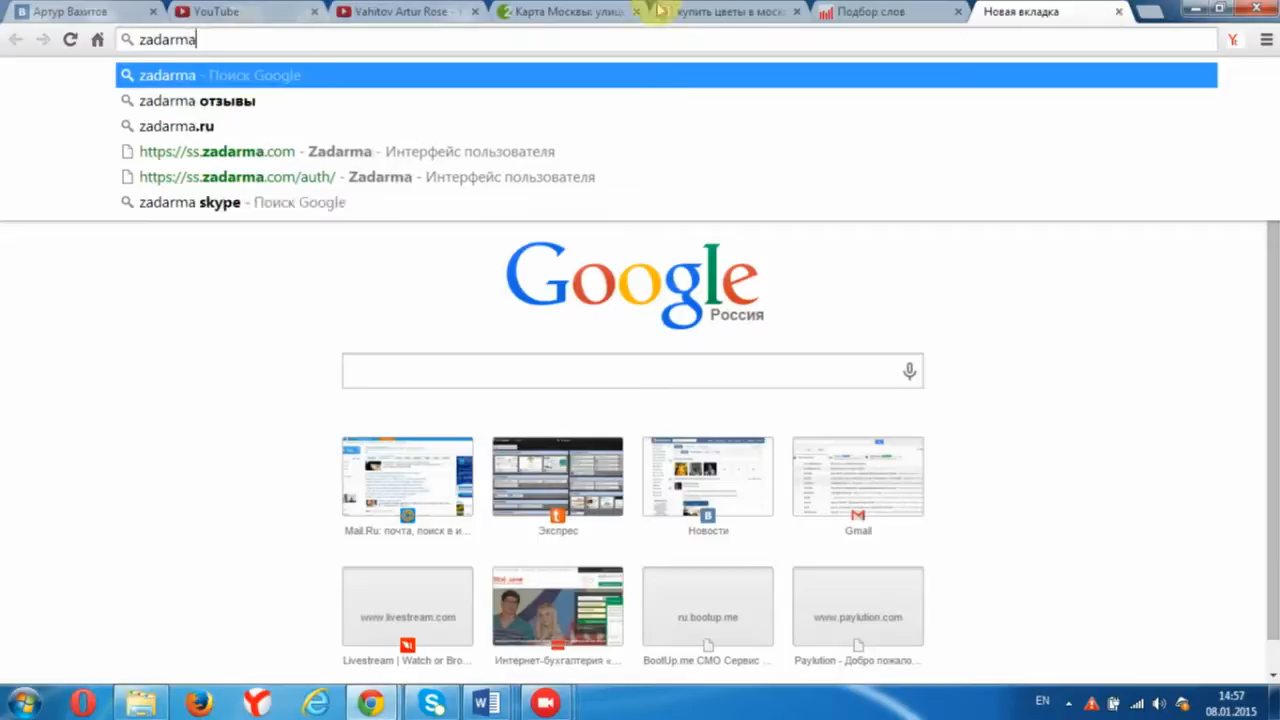 Артур Вахитов
YouTube
Vahitov Artur Rose -
Карта Москвы: улиц
купить цветы в моск
Подбор слов
Новая вкладка
zadarma
zadarma - Поиск Google
zadarma отзывы
zadarma.ru
https://ss.zadarma.com - Zadarma - Интерфейс пользователя
https://ss.zadarma.com/auth/ - Zadarma - Интерфейс пользователя
zadarma skype - Поиск Google
Google
Россия
Mail.Ru: почта, поиск в и...
Экспрес
Новости
Gmail
www.livestream.com
ru.bootup.me
www.paylution.com
Livestream | Watch or Bro...
Интернет-бухгалтерия «...
BootUp.me СМО Сервис ...
Paylution - Добро пожало...
EN
14:57
08.01.2015